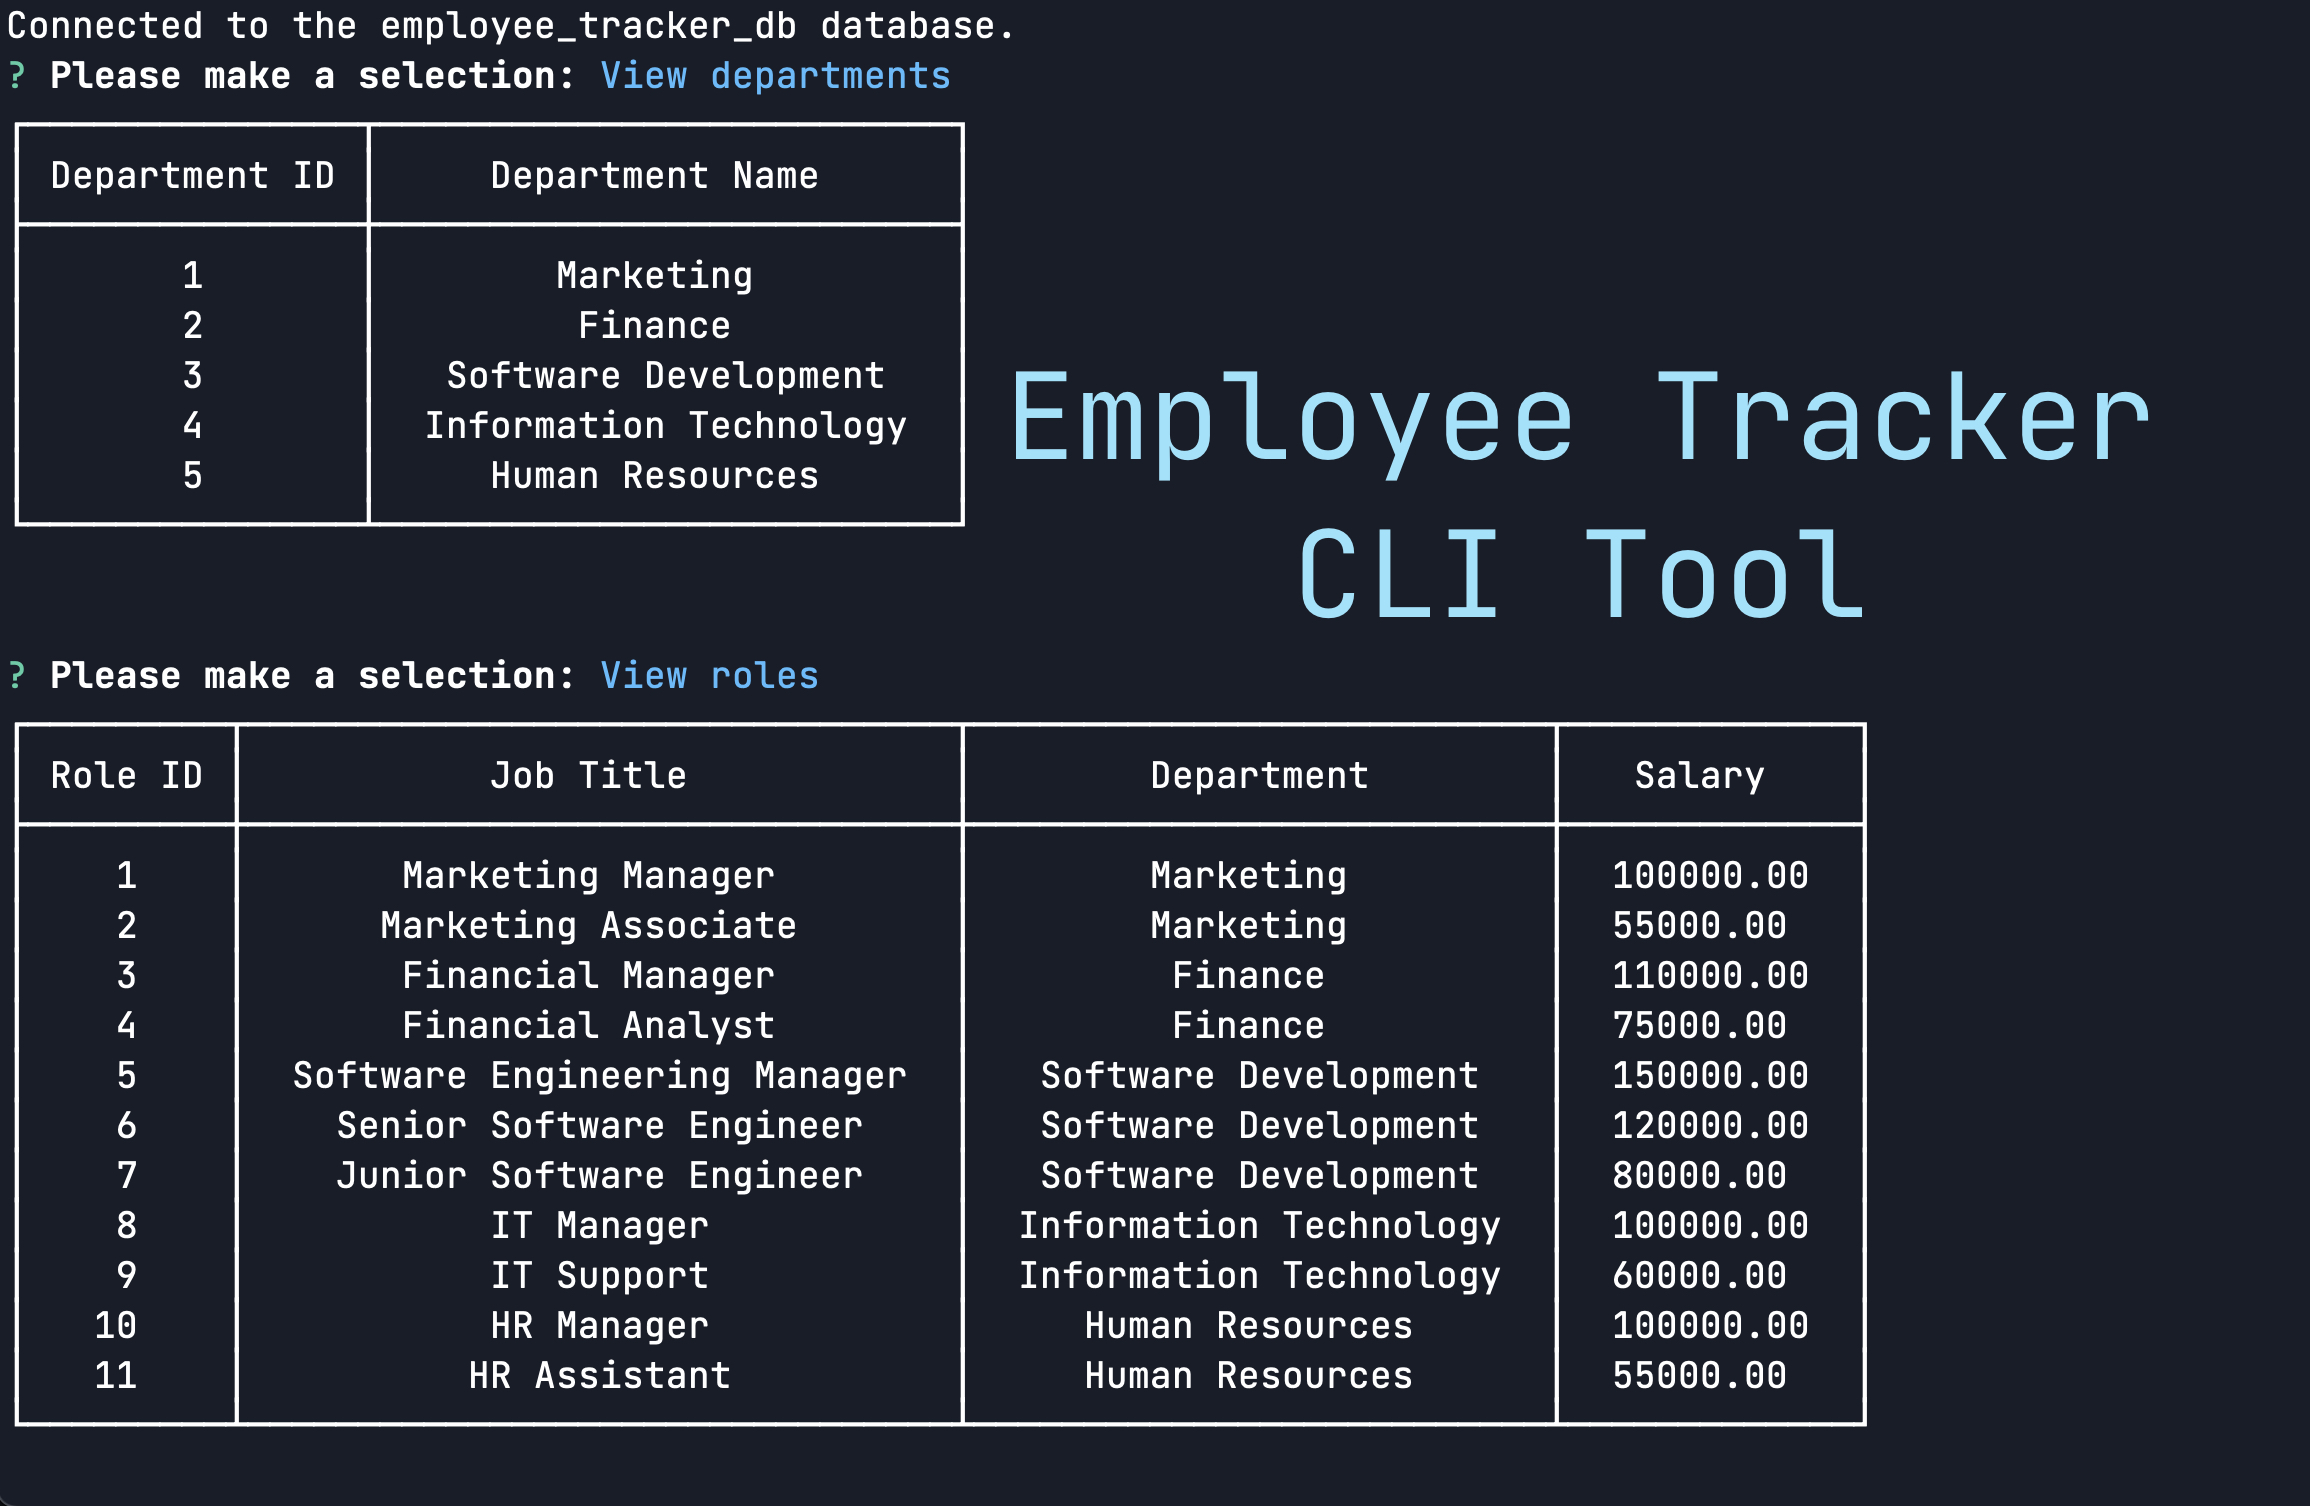 Connected to the employee_tracker_db database.
? Please make a selection: View departments
Department ID Department Name
1 Marketing
2 Finance
3 Software Development
4 Information Technology
5 Human Resources
Employee Tracker
CLI Tool
? Please make a selection: View roles
Role ID Job Title Department Salary
1 Marketing Manager Marketing 100000.00
2 Marketing Associate Marketing 55000.00
3 Financial Manager Finance 110000.00
4 Financial Analyst Finance 75000.00
5 Software Engineering Manager Software Development 150000.00
6 Senior Software Engineer Software Development 120000.00
7 Junior Software Engineer Software Development 80000.00
8 IT Manager Information Technology 100000.00
9 IT Support Information Technology 60000.00
10 HR Manager Human Resources 100000.00
11 HR Assistant Human Resources 55000.00